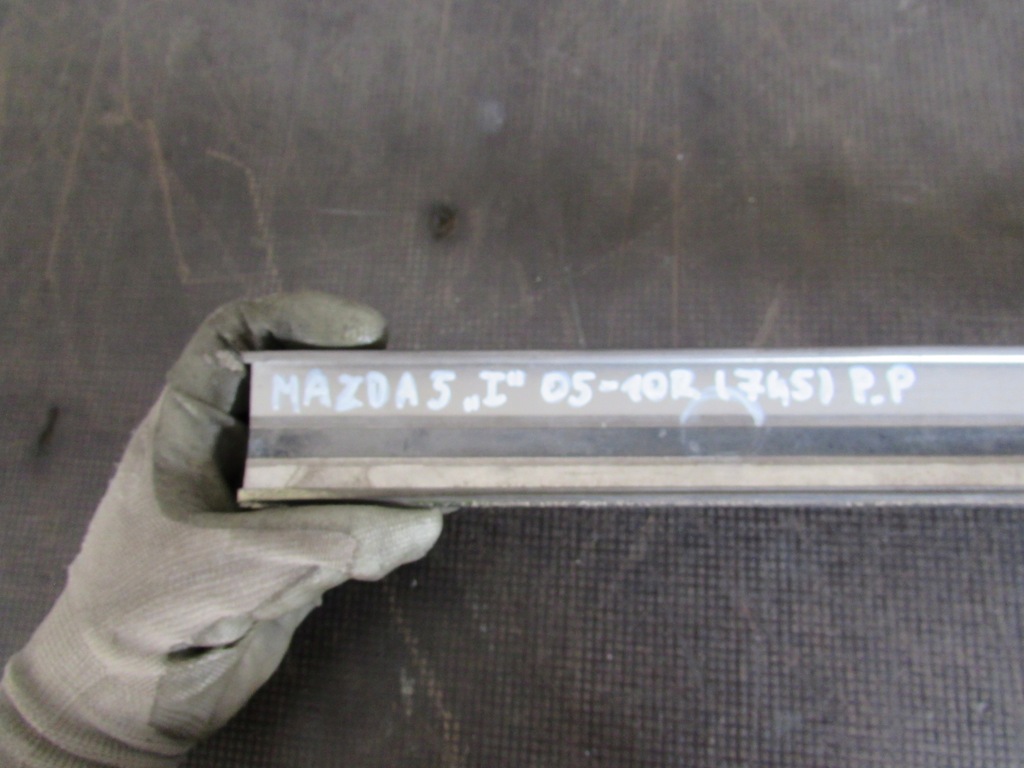 MAZDA 5 „I" 05-10R (745) P.P